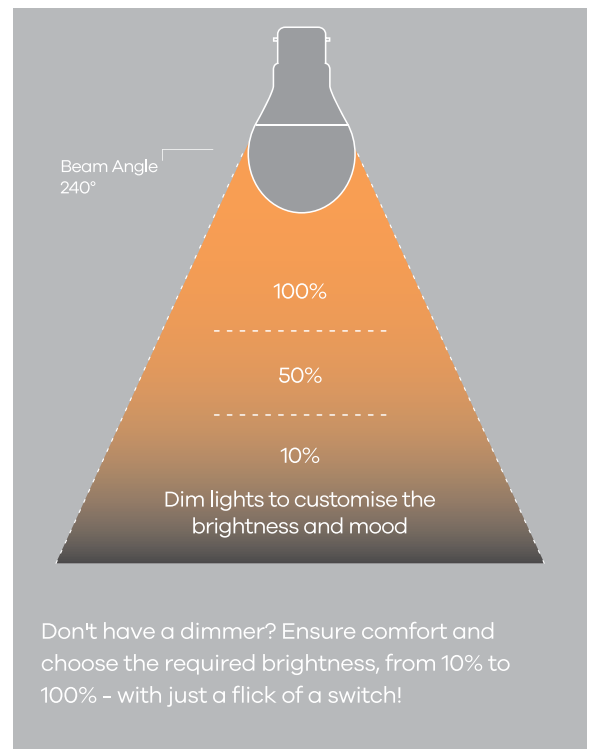 Beam Angle
240°
100%
50%
10%
Dim lights to customise the
brightness and mood
Don't have a dimmer? Ensure comfort and
choose the required brightness, from 10% to
100% - with just a flick of a switch!